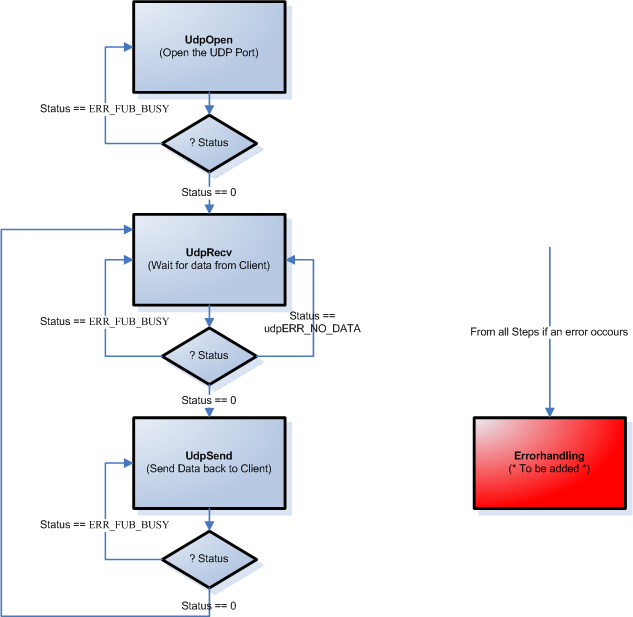 UdpOpen
(Open the UDP Port)
Status == ERR_FUB_BUSY
? Status
Status == 0
UdpRecv
(Wait for data from Client)
Status == ERR_FUB_BUSY
Status ==
udpERR_NO_DATA
? Status
Status == 0
UdpSend
(Send Data back to Client)
Status == ERR_FUB_BUSY
? Status
Status == 0
From all Steps if an error occours
Errorhandling
(* To be added *)